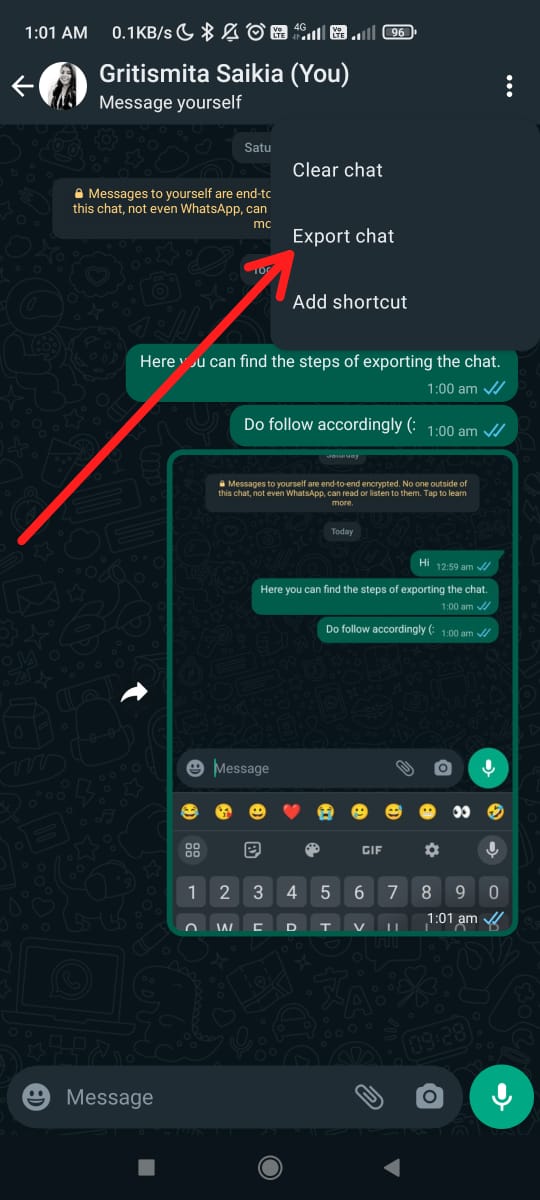 1:01 AM 0.1KB/s Vo LTE 4G Vo LTE 96
Gritismita Saikia (You)
Message yourself
Clear chat
Export chat
Add shortcut
Satu
Messages to yourself are end-to
this chat, not even WhatsApp, can
mo
Tod
Here you can find the steps of exporting the chat.
1:00 am
Do follow accordingly (:
1:00 am
Saturday
Messages to yourself are end-to-end encrypted. No one outside of
this chat, not even WhatsApp, can read or listen to them. Tap to learn
more.
Today
Hi 12:59 am
Here you can find the steps of exporting the chat.
1:00 am
Do follow accordingly (: 1:00 am
Message
GIF
1 2 3 4 5 6 7 8 9 0
Q W E R T Y U I O P
1:01 am
09:28
Message